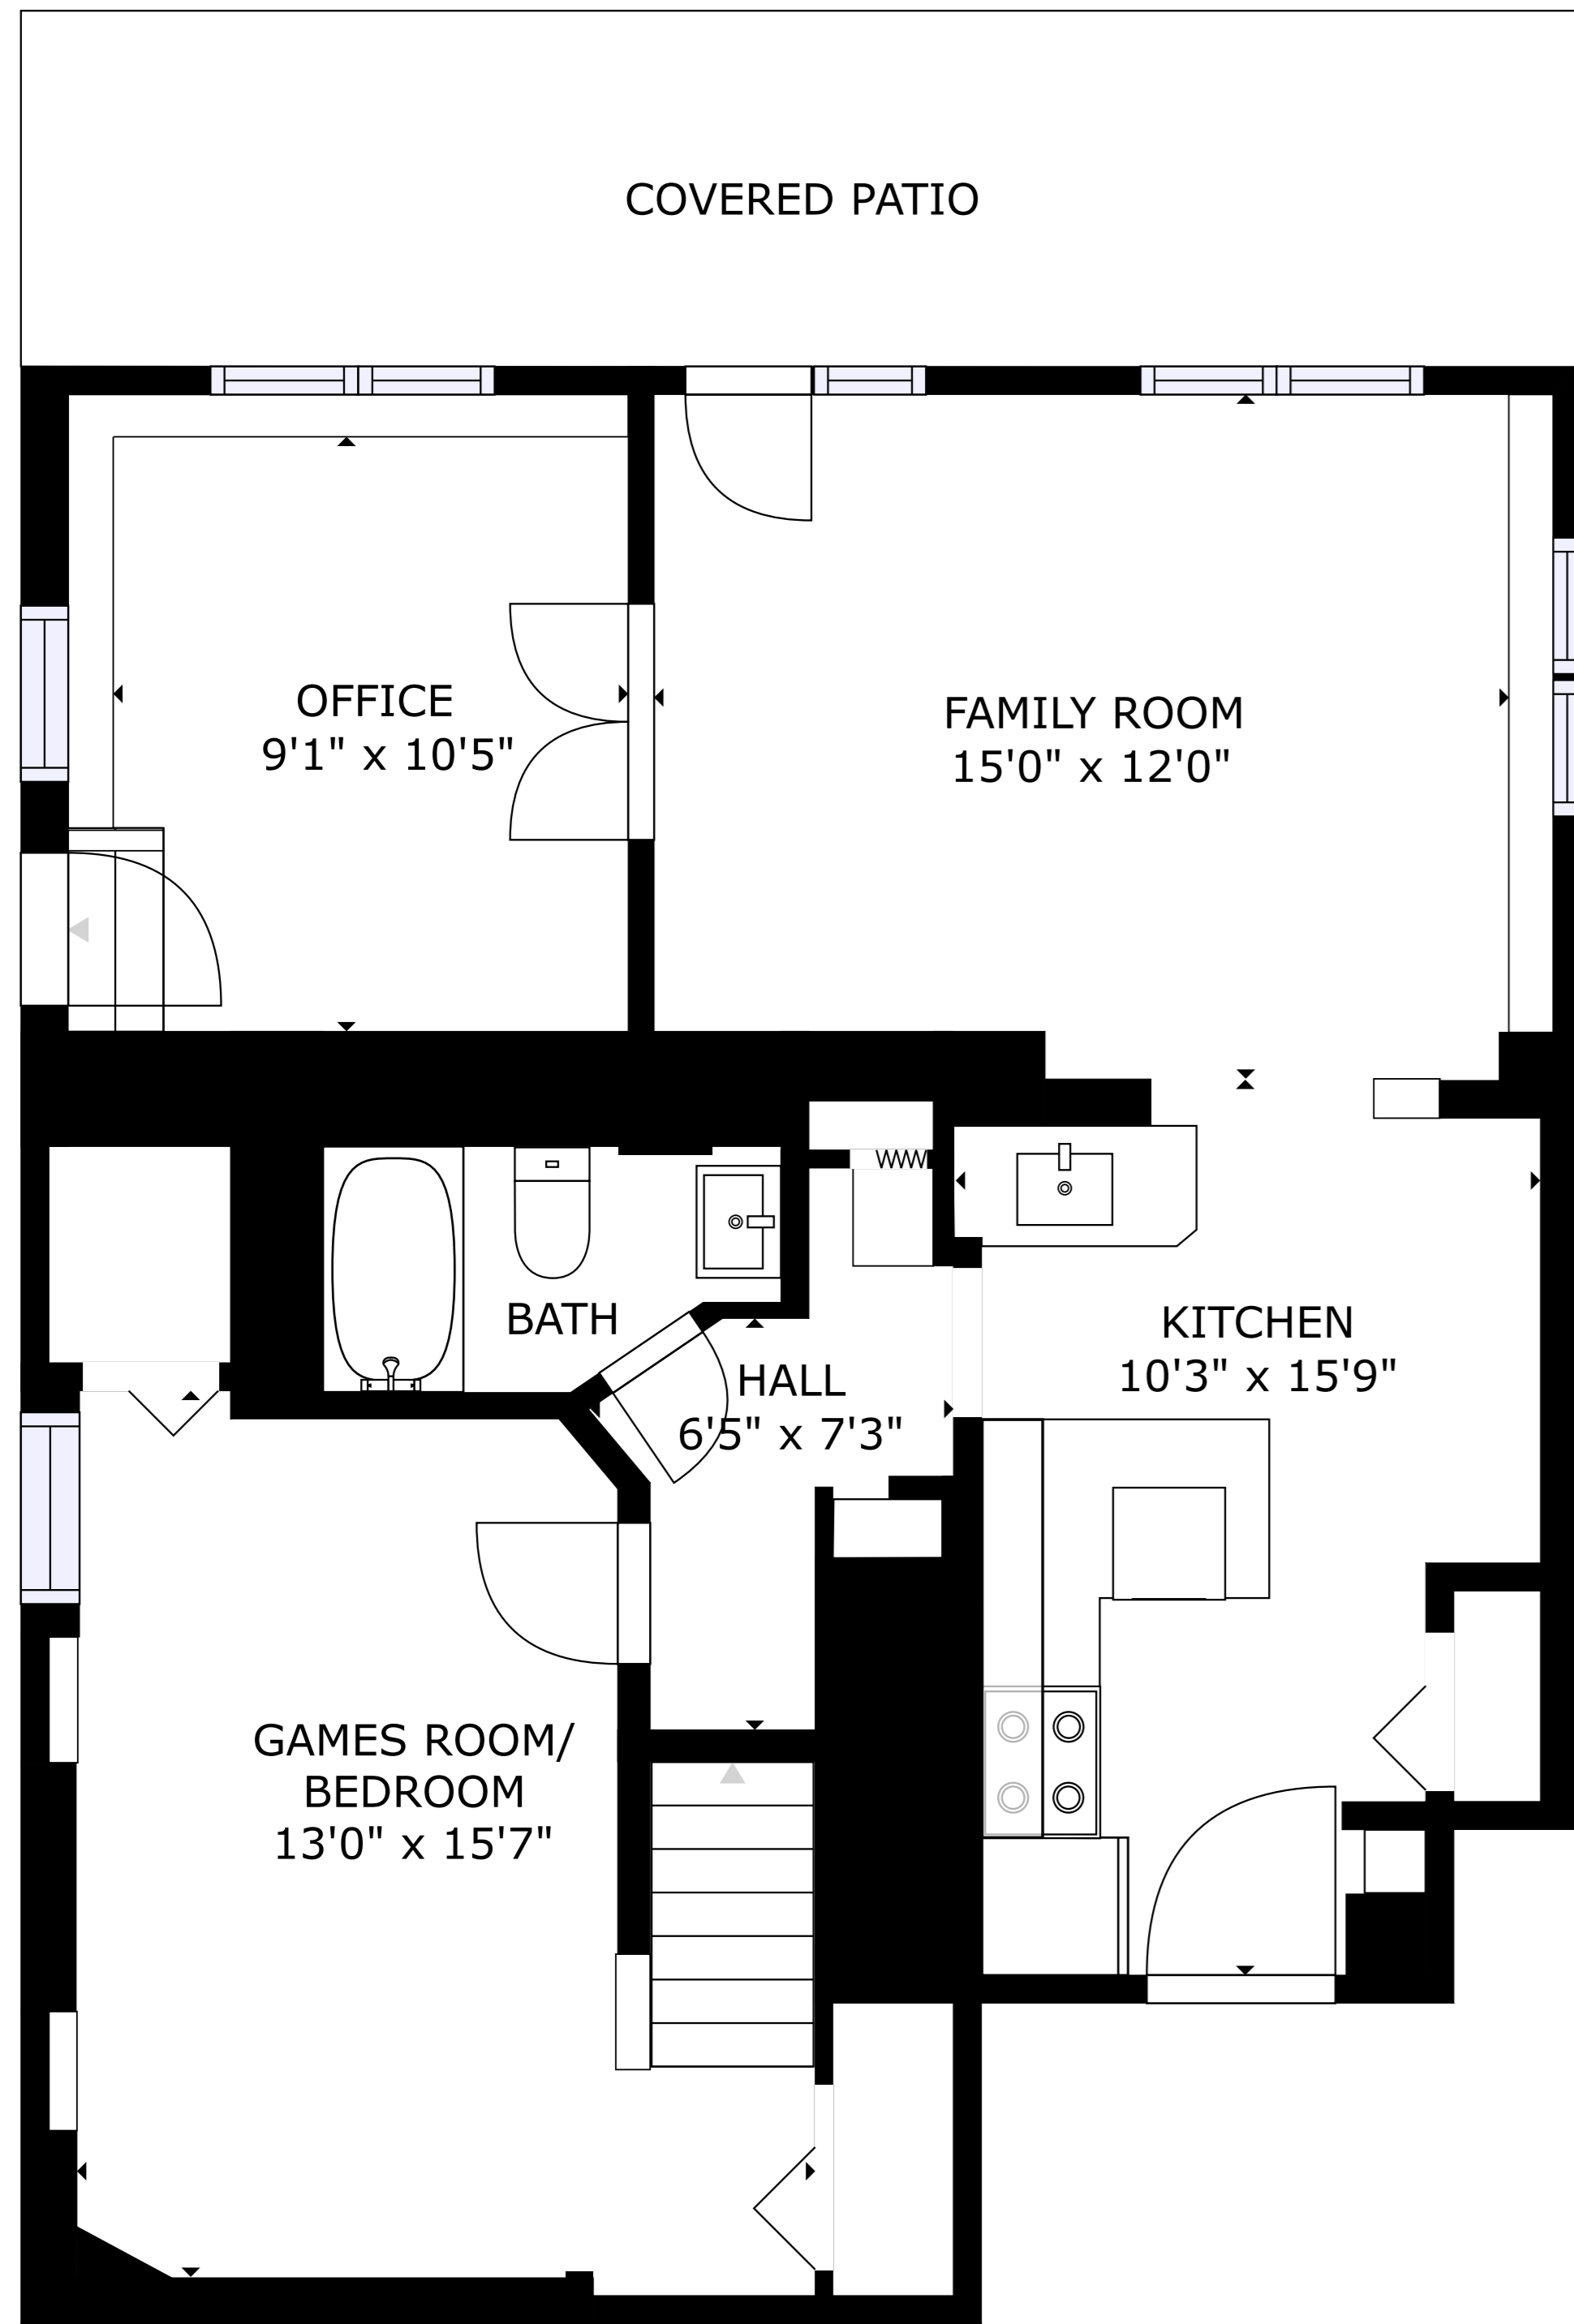 COVERED PATIO
OFFICE
9'1" x 10'5"
FAMILY ROOM
15'0" x 12'0"
BATH
HALL
6'5" x 7'3"
KITCHEN
10'3" x 15'9"
GAMES ROOM/
BEDROOM
13'0" x 15'7"